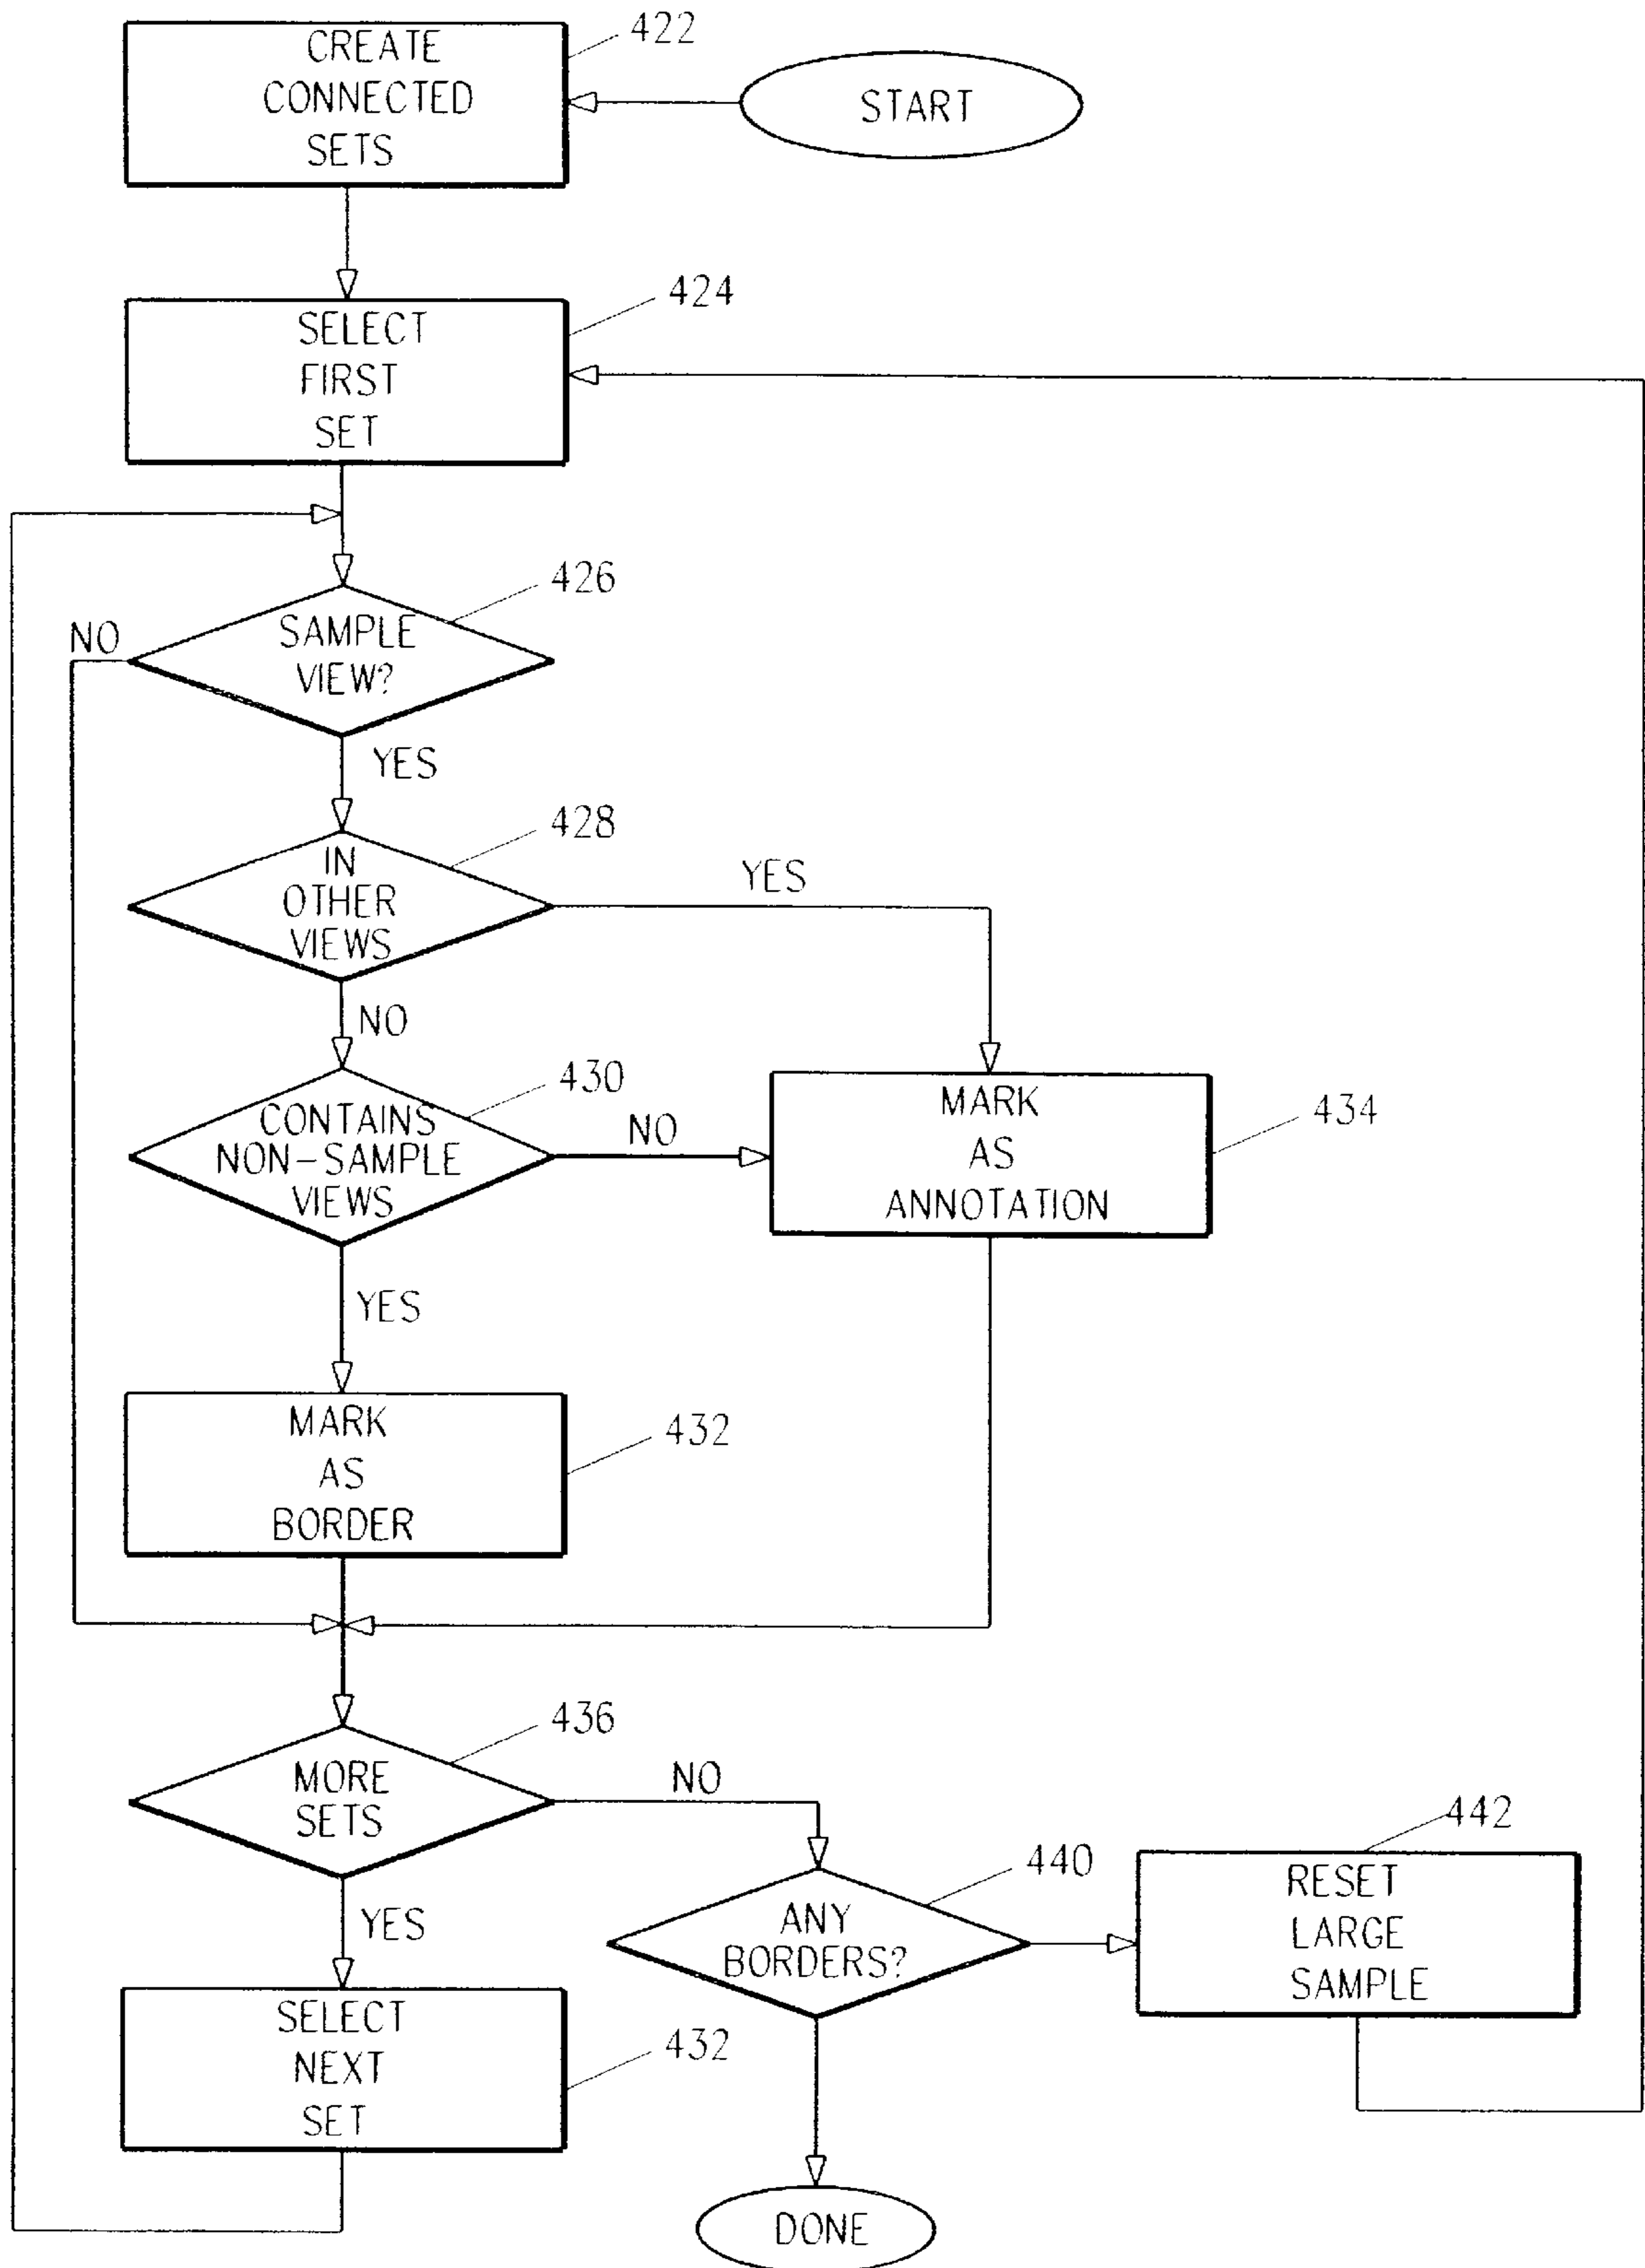 CREATE
CONNECTED
SETS
422
START
SELECT
FIRST
SET
424
SAMPLE
VIEW?
426
NO
YES
IN
OTHER
VIEWS
428
YES
NO
CONTAINS
NON-SAMPLE
VIEWS
430
NO
MARK
AS
ANNOTATION
434
YES
MARK
AS
BORDER
432
MORE
SETS
436
NO
YES
ANY
BORDERS?
440
RESET
LARGE
SAMPLE
442
SELECT
NEXT
SET
432
DONE